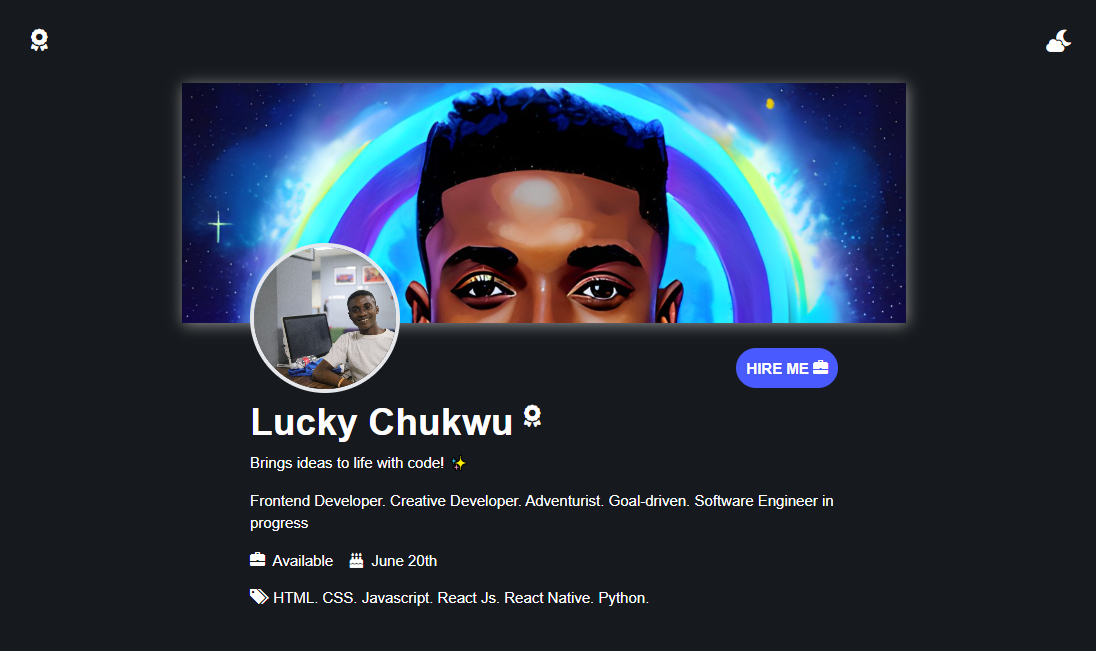 HIRE ME
Lucky Chukwu
Brings ideas to life with code! ✨
Frontend Developer. Creative Developer. Adventurist. Goal-driven. Software Engineer in
progress
Available June 20th
HTML. CSS. Javascript. React Js. React Native. Python.